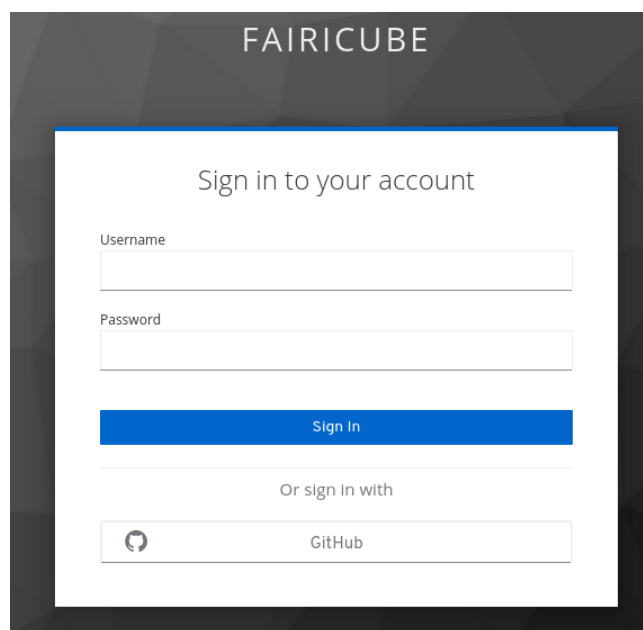 FAIRICUBE
Sign in to your account
Username
Password
Sign In
Or sign in with
GitHub